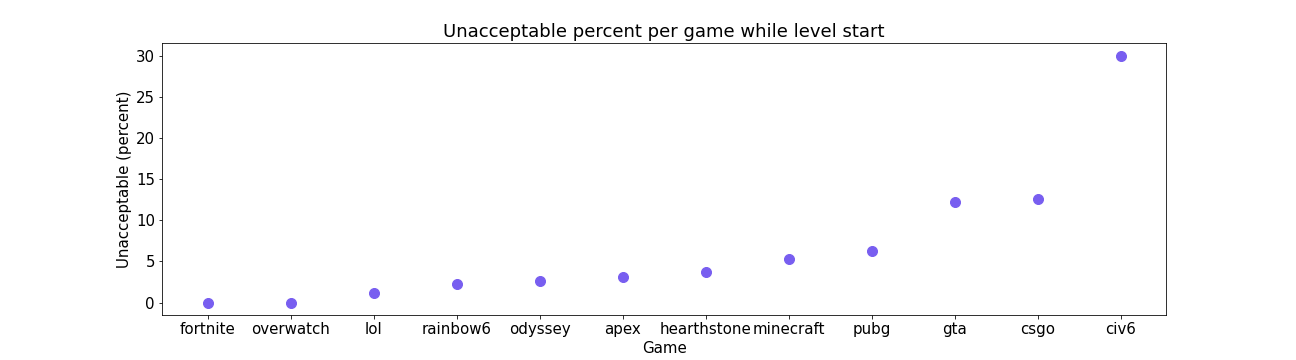 Unacceptable percent per game while level start
Unacceptable (percent)
30
25
20
15
10
5
0
fortnite overwatch lol rainbow6 odyssey apex hearthstone minecraft pubg gta csgo civ6
Game